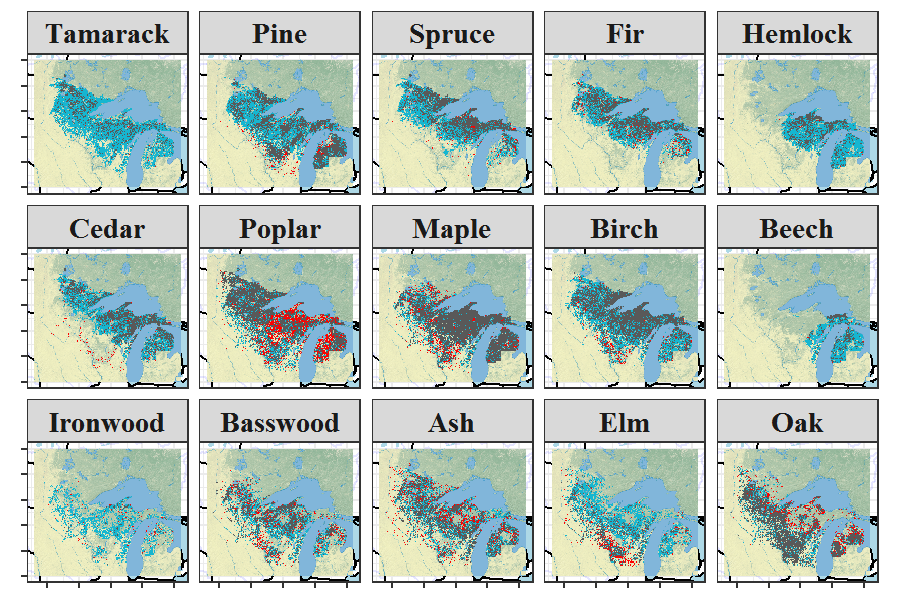 Tamarack Pine Spruce Fir Hemlock
Cedar Poplar Maple Birch Beech
Ironwood Basswood Ash Elm Oak